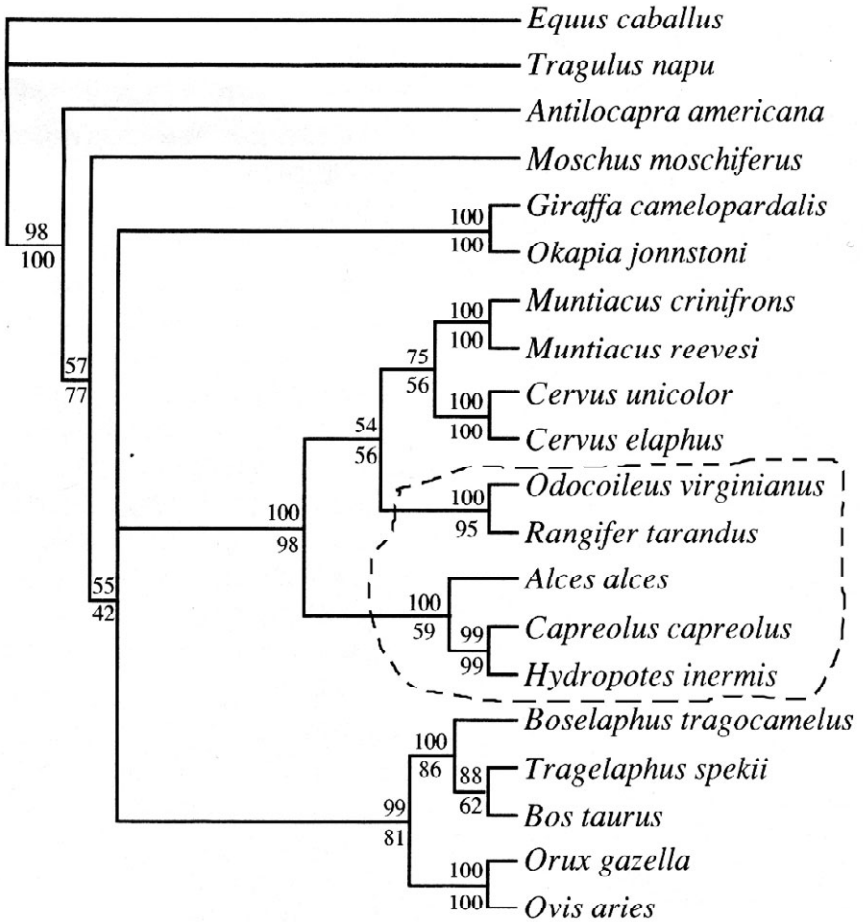 Equus caballus
Tragulus napu
Antilocapra americana
Moschus moschiferus
98
100
100
100
Giraffa camelopardalis
Okapia jonnstoni
57
77
100
100
Muntiacus crinifrons
Muntiacus reevesi
75
56
100
100
Cervus unicolor
Cervus elaphus
54
56
100
95
Odocoileus virginianus
Rangifer tarandus
100
98
Alces alces
100
59
99
99
Capreolus capreolus
Hydropotes inermis
55
42
Boselaphus tragocamelus
100
86
88
62
Tragelaphus spekii
Bos taurus
99
81
100
100
Orux gazella
Ovis aries